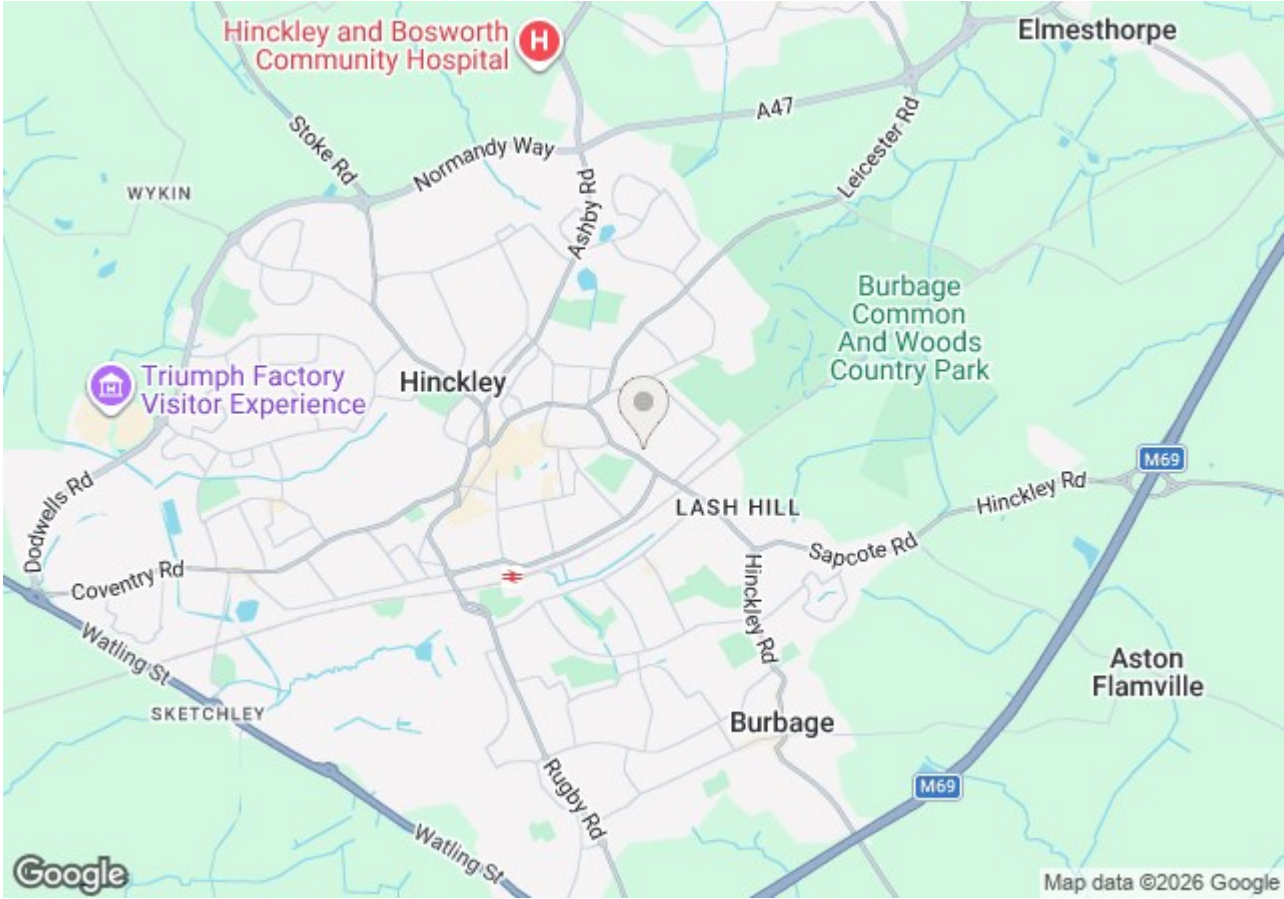 Hinckley and Bosworth
Community Hospital
H
Elmesthorpe
A47
Stoke Rd
Normandy Way
Leicester Rd
WYKIN
Ashby Rd
Burbage
Common
And Woods
Country Park
Triumph Factory
Visitor Experience
Hinckley
M69
Dodwells Rd
Hinckley Rd
LASH HILL
Sapcote Rd
Coventry Rd
Hinckley Rd
Watling St
Aston
Flamville
SKETCHLEY
Burbage
Rugby Rd
M69
Watling St
Google
Map data ©2026 Google